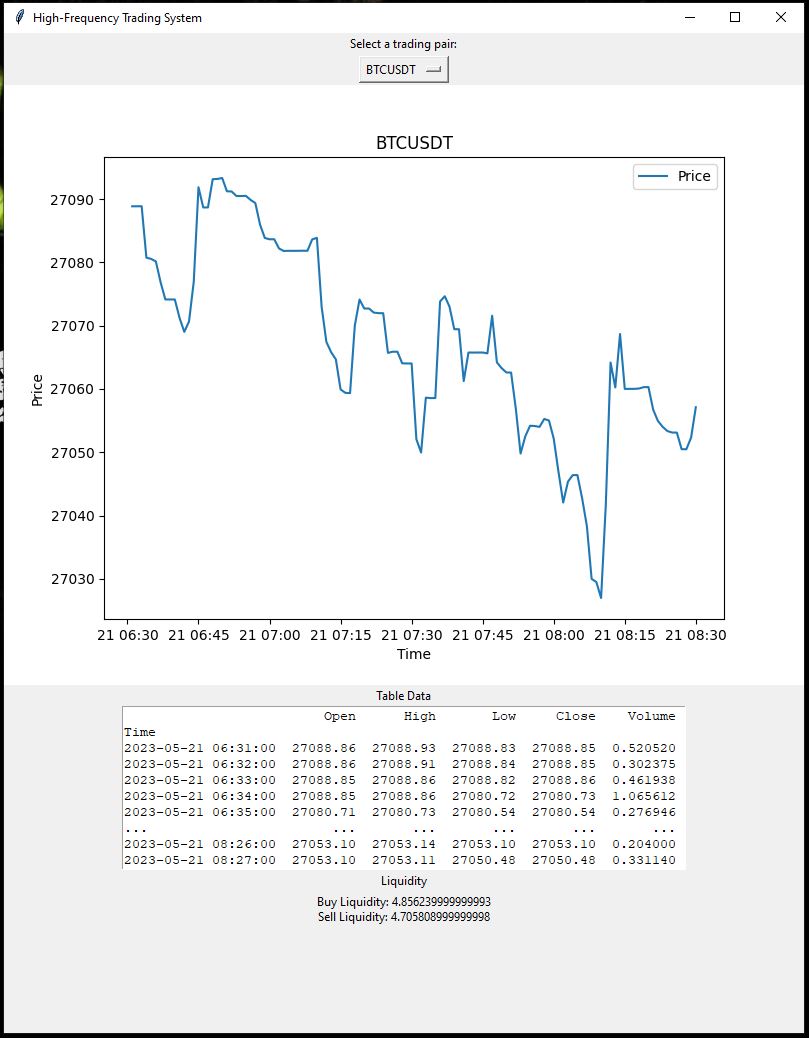 High-Frequency Trading System
Select a trading pair:
BTCUSDT
BTCUSDT
Price
27090
27080
27070
27060
27050
27040
27030
Price
21 06:30 21 06:45 21 07:00 21 07:15 21 07:30 21 07:45 21 08:00 21 08:15 21 08:30
Time
Table Data
Open High Low Close Volume
Time
2023-05-21 06:31:00 27088.86 27088.93 27088.83 27088.85 0.520520
2023-05-21 06:32:00 27088.86 27088.91 27088.84 27088.85 0.302375
2023-05-21 06:33:00 27088.85 27088.86 27088.82 27088.86 0.461938
2023-05-21 06:34:00 27088.85 27088.86 27080.72 27080.73 1.065612
2023-05-21 06:35:00 27080.71 27080.73 27080.54 27080.54 0.276946
... ... ... ... ... ...
2023-05-21 08:26:00 27053.10 27053.14 27053.10 27053.10 0.204000
2023-05-21 08:27:00 27053.10 27053.11 27050.48 27050.48 0.331140
Liquidity
Buy Liquidity: 4.856239999999993
Sell Liquidity: 4.705808999999998